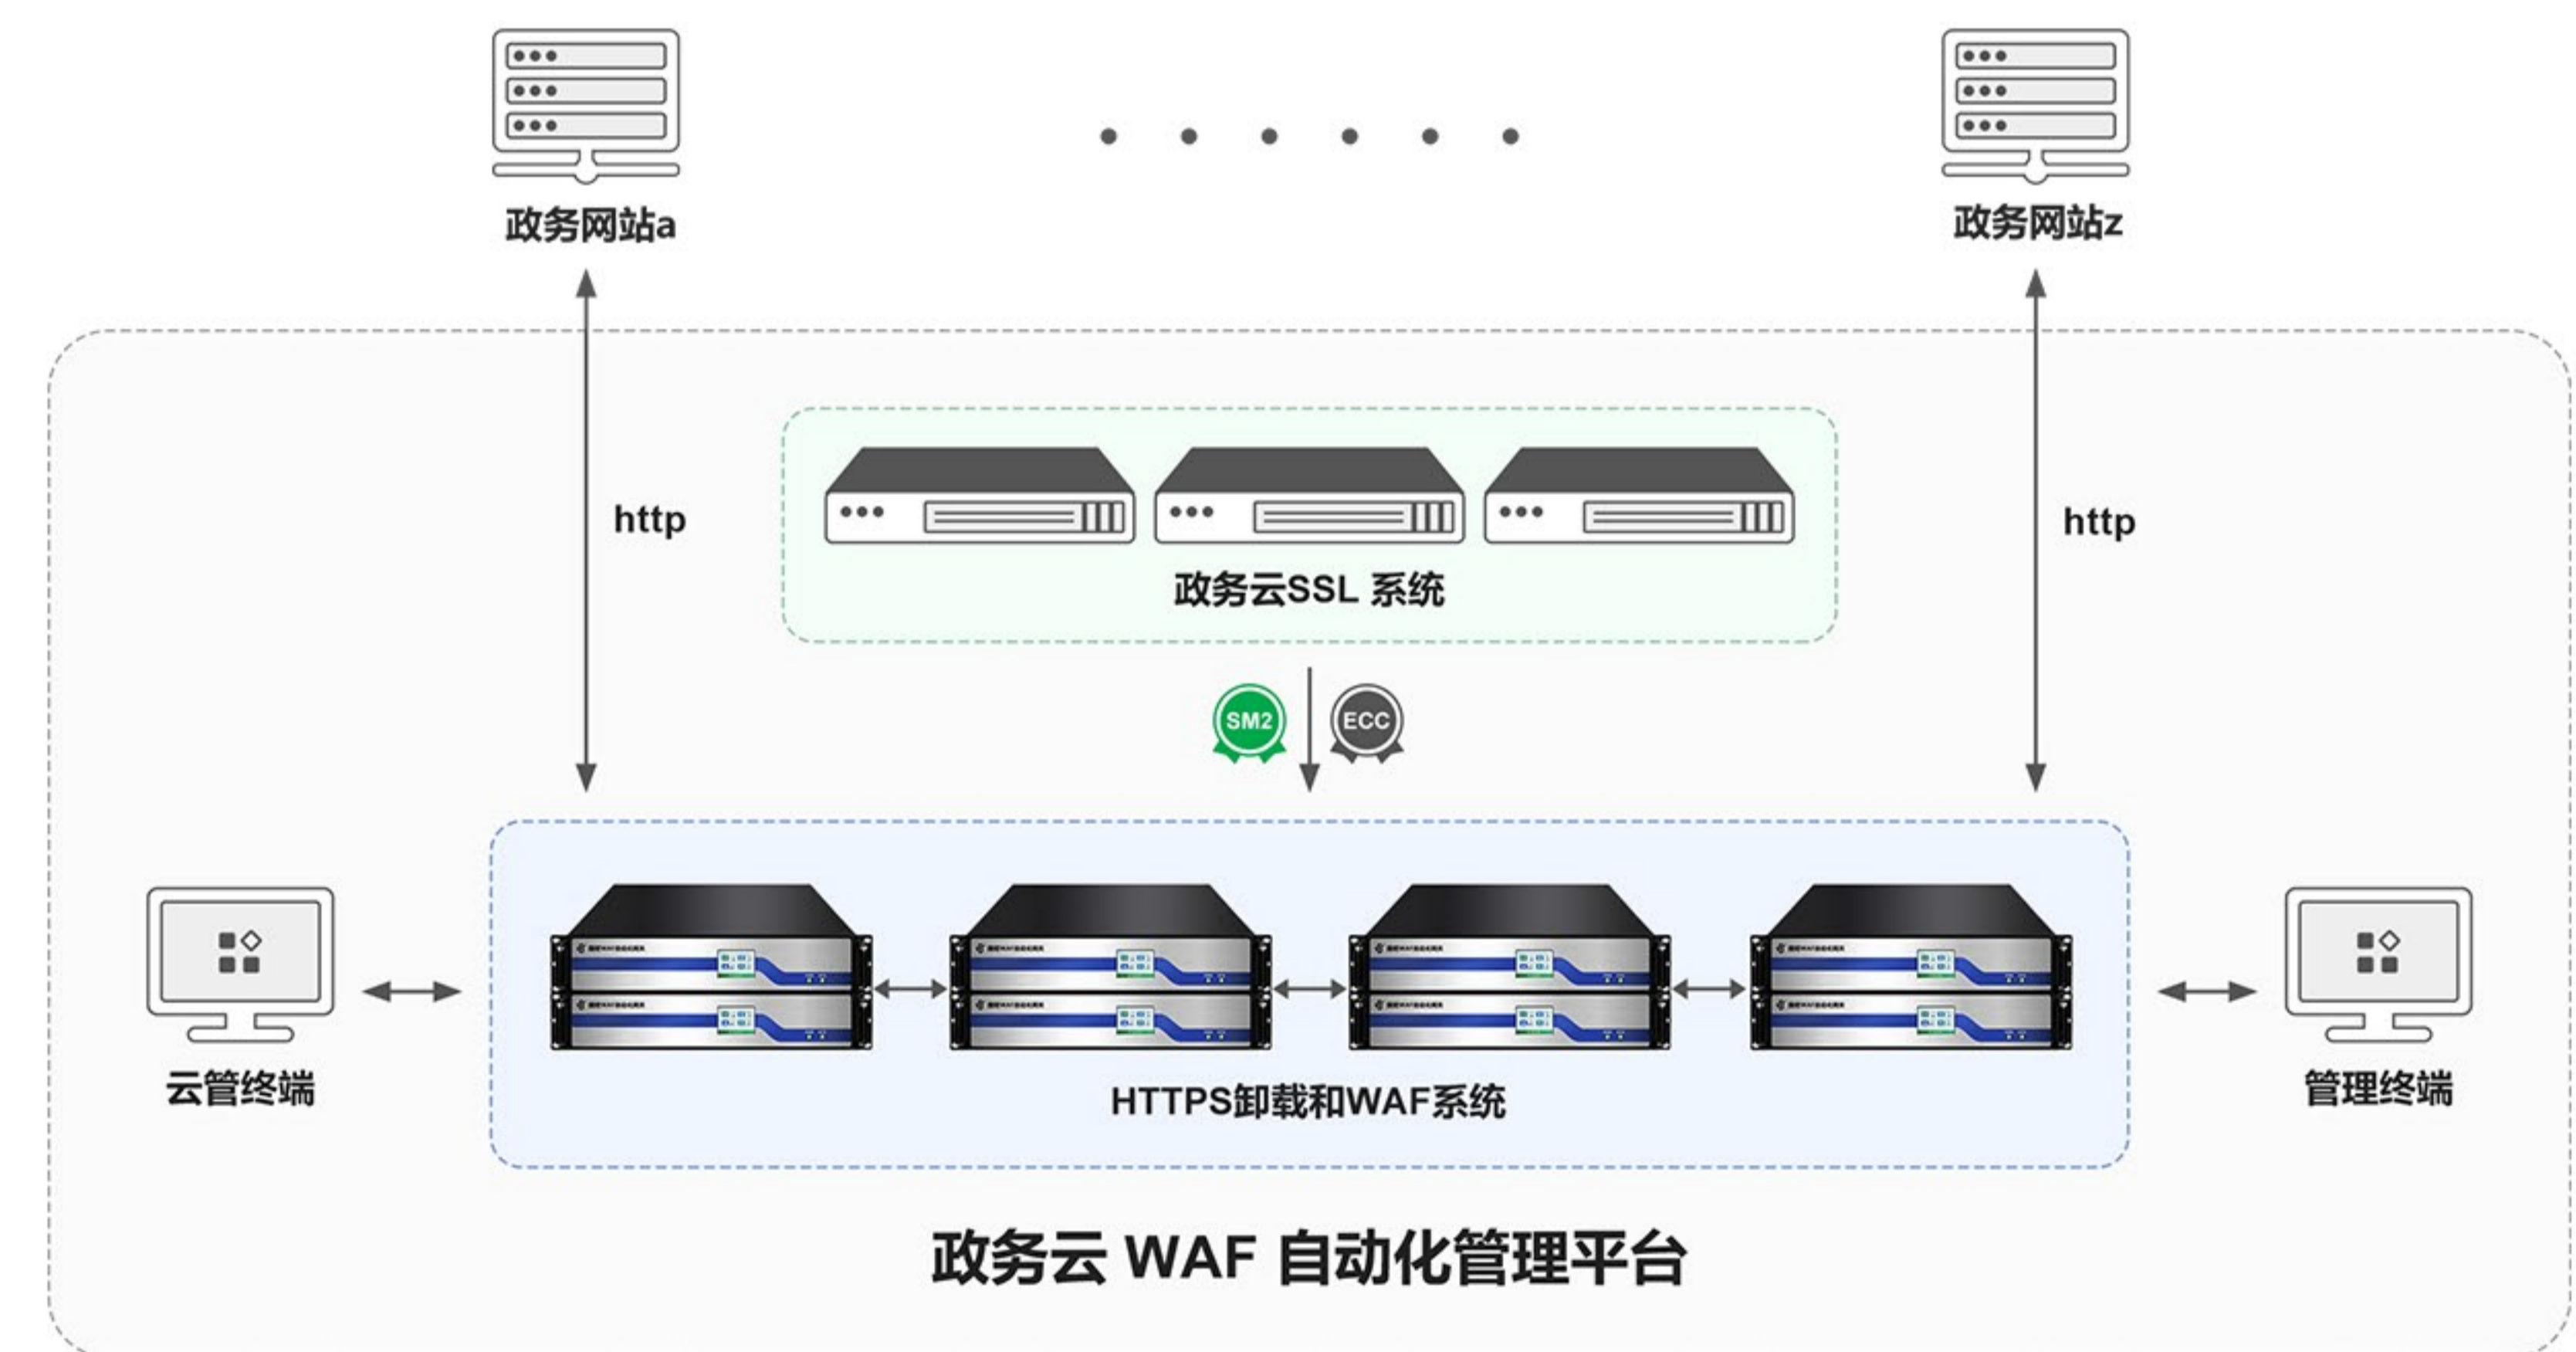 政务网站a
政务网站z
http
http
政务云SSL 系统
SM2
ECC
云管终端
HTTPS卸载和WAF系统
管理终端
政务云 WAF 自动化管理平台